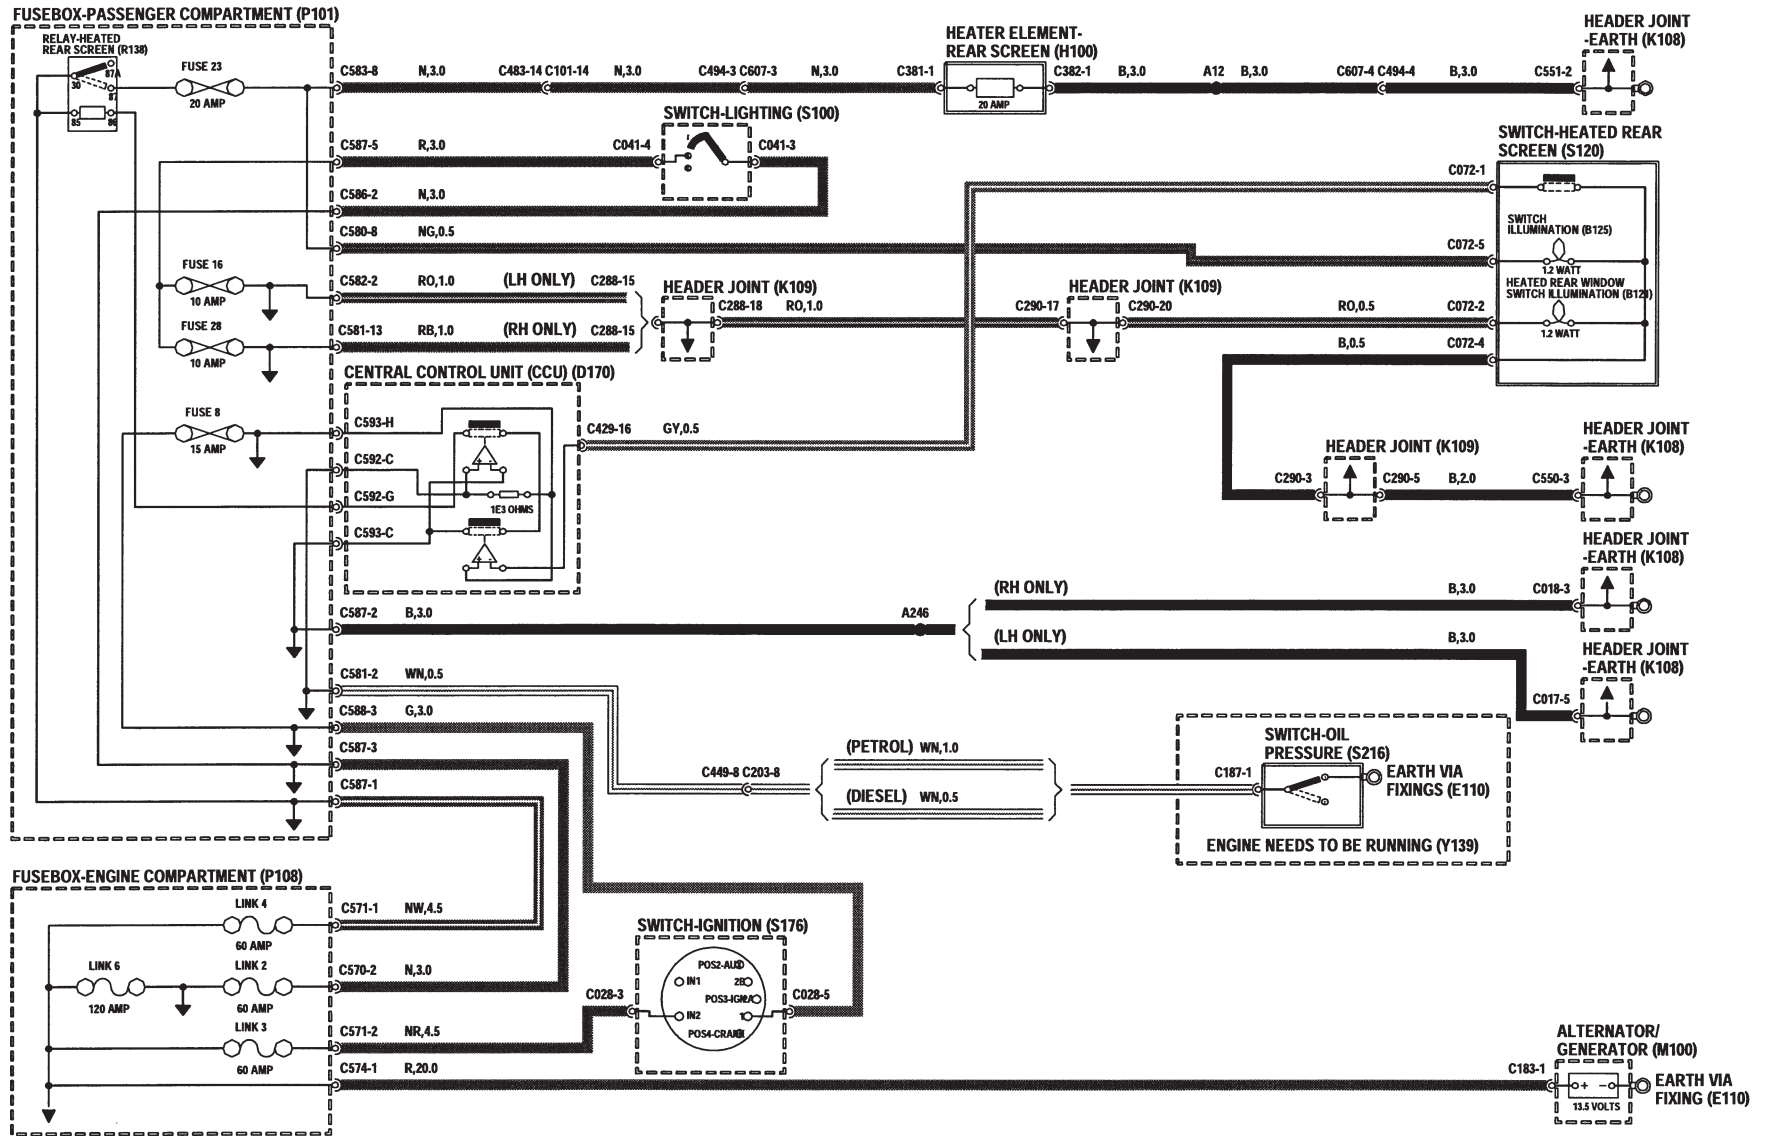 FUSEBOX-PASSENGER COMPARTMENT (P101)
RELAY-HEATED
REAR SCREEN (R138)
87A
30
87
85
86
FUSE 23
20 AMP
C583-8
N,3.0
C483-14 C101-14
N,3.0
C494-3 C607-3
N,3.0
C381-1
HEATER ELEMENT-
REAR SCREEN (H100)
20 AMP
C382-1
B,3.0
A12
B,3.0
C607-4 C494-4
B,3.0
C551-2
HEADER JOINT
-EARTH (K108)
SWITCH-LIGHTING (S100)
C587-5
R,3.0
C041-4
C041-3
C586-2
N,3.0
C580-8
NG,0.5
SWITCH-HEATED REAR
SCREEN (S120)
C072-1
SWITCH
ILLUMINATION (B125)
C072-5
1.2 WATT
HEATED REAR WINDOW
SWITCH ILLUMINATION (B121)
C072-2
1.2 WATT
C072-4
FUSE 16
10 AMP
C582-2
RO,1.0
(LH ONLY)
C288-15
HEADER JOINT (K109)
C288-18
RO,1.0
C290-17
HEADER JOINT (K109)
C290-20
RO,0.5
FUSE 28
10 AMP
C581-13
RB,1.0
(RH ONLY)
C288-15
B,0.5
CENTRAL CONTROL UNIT (CCU) (D170)
FUSE 8
15 AMP
C593-H
C592-C
C592-G
C593-C
1E3 OHMS
C429-16
GY,0.5
HEADER JOINT (K109)
C290-3
C290-5
B,2.0
C550-3
HEADER JOINT
-EARTH (K108)
HEADER JOINT
-EARTH (K108)
(RH ONLY)
B,3.0
C018-3
C587-2
B,3.0
A246
(LH ONLY)
B,3.0
HEADER JOINT
-EARTH (K108)
C017-5
C581-2
WN,0.5
C588-3
G,3.0
C587-3
C587-1
C449-8 C203-8
(PETROL) WN,1.0
(DIESEL) WN,0.5
C187-1
SWITCH-OIL
PRESSURE (S216)
EARTH VIA
FIXINGS (E110)
ENGINE NEEDS TO BE RUNNING (Y139)
FUSEBOX-ENGINE COMPARTMENT (P108)
LINK 4
60 AMP
C571-1
NW,4.5
LINK 6
120 AMP
LINK 2
60 AMP
C570-2
N,3.0
LINK 3
60 AMP
C571-2
NR,4.5
C574-1
R,20.0
SWITCH-IGNITION (S176)
C028-3
C028-5
POS2-AUX
IN1
2B
POS3-IGN
IN2
1
POS4-CRANK
ALTERNATOR/
GENERATOR (M100)
C183-1
+ -
13.5 VOLTS
EARTH VIA
FIXING (E110)